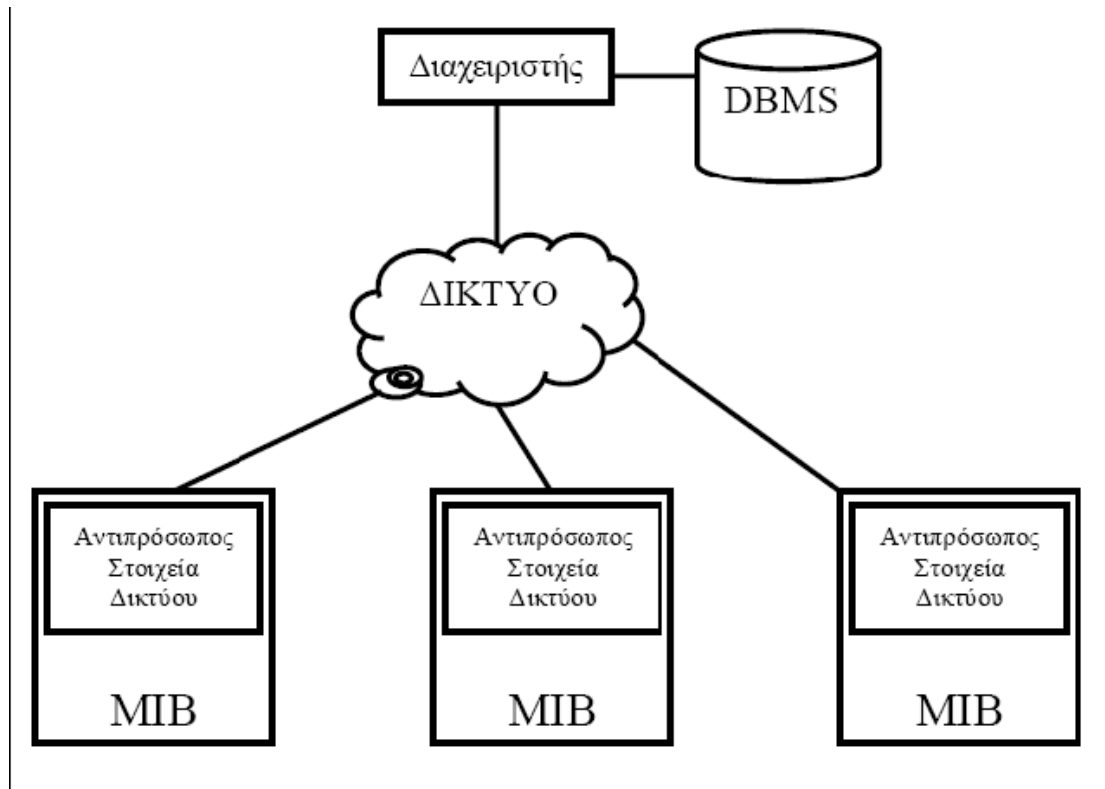 Διαχειριστής
DBMS
ΔΙΚΤΥΟ
Αντιπρόσωπος
Στοιχεία
Δικτύου
MIB
Αντιπρόσωπος
Στοιχεία
Δικτύου
MIB
Αντιπρόσωπος
Στοιχεία
Δικτύου
MIB